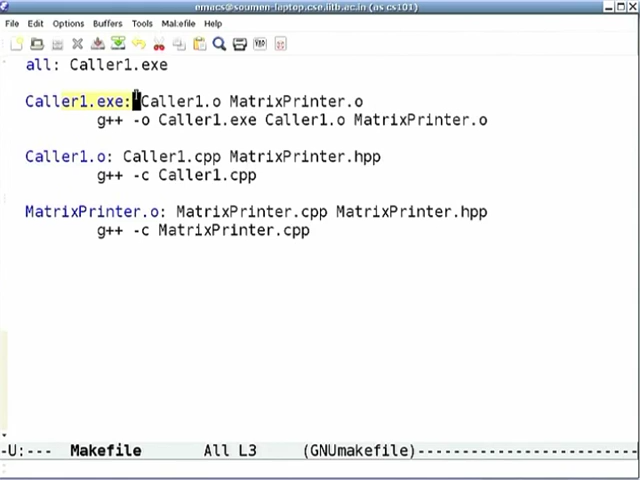 emacs@soumen-laptop.cse.iitb.ac.in (as cs101)
File Edit Options Buffers Tools Makefile Help
all: Caller1.exe
Caller1.exe: Caller1.o MatrixPrinter.o
g++ -o Caller1.exe Caller1.o MatrixPrinter.o
Caller1.o: Caller1.cpp MatrixPrinter.hpp
g++ -c Caller1.cpp
MatrixPrinter.o: MatrixPrinter.cpp MatrixPrinter.hpp
g++ -c MatrixPrinter.cpp
-U:--- Makefile All L3 (GNUmakefile)------------------------